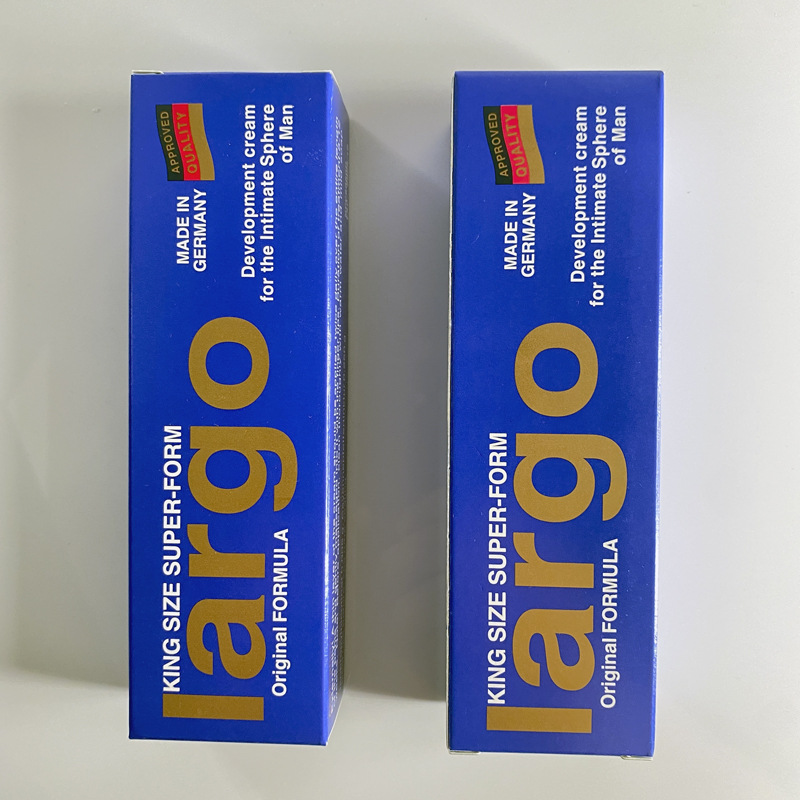 KING SIZE SUPER-FORM
largo
Original FORMULA
MADE IN
GERMANY
APPROVED
QUALITY
Development cream
for the Intimate Sphere
of Man
KING SIZE SUPER-FORM
largo
Original FORMULA
MADE IN
GERMANY
APPROVED
QUALITY
Development cream
for the Intimate Sphere
of Man